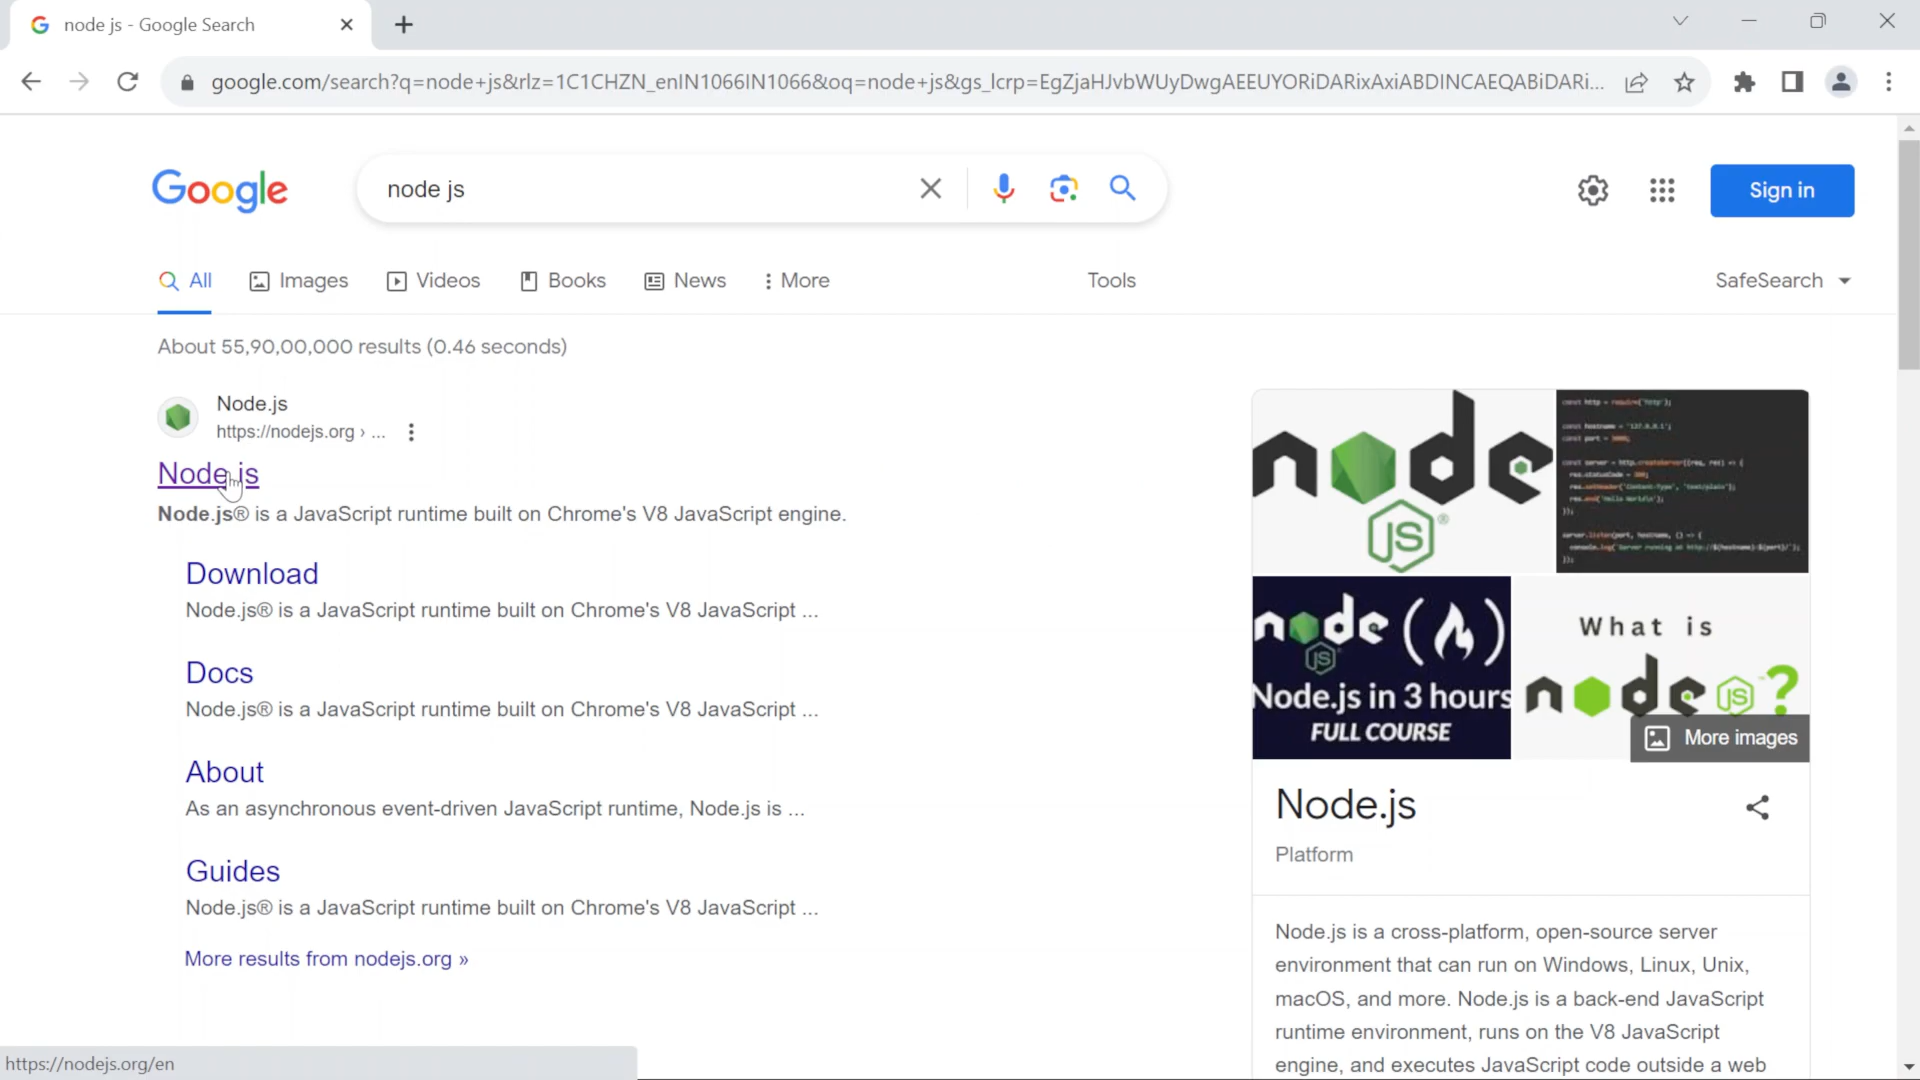 node js - Google Search
google.com/search?q=node+js&rlz=1C1CHZN_enIN1066IN1066&oq=node+js&gs_lcrp=EgZjaHJvbWUyDwgAEEUYORiDARixAxiABDINCAEQABiDARi...
Google
node js
Sign in
All
Images
Videos
Books
News
More
Tools
SafeSearch
About 55,90,00,000 results (0.46 seconds)
Node.js
https://nodejs.org › ...
Node.js
Node.js® is a JavaScript runtime built on Chrome's V8 JavaScript engine.
Download
Node.js® is a JavaScript runtime built on Chrome's V8 JavaScript ...
Docs
Node.js® is a JavaScript runtime built on Chrome's V8 JavaScript ...
About
As an asynchronous event-driven JavaScript runtime, Node.js is ...
Guides
Node.js® is a JavaScript runtime built on Chrome's V8 JavaScript ...
More results from nodejs.org »
node
JS ®
node
JS
Node.js in 3 hours
FULL COURSE
What is
node JS ?
More images
Node.js
Platform
Node.js is a cross-platform, open-source server
environment that can run on Windows, Linux, Unix,
macOS, and more. Node.js is a back-end JavaScript
runtime environment, runs on the V8 JavaScript
engine, and executes JavaScript code outside a web
https://nodejs.org/en